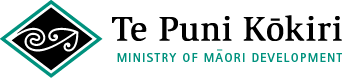 Te Puni Kōkiri
MINISTRY OF MĀORI DEVELOPMENT